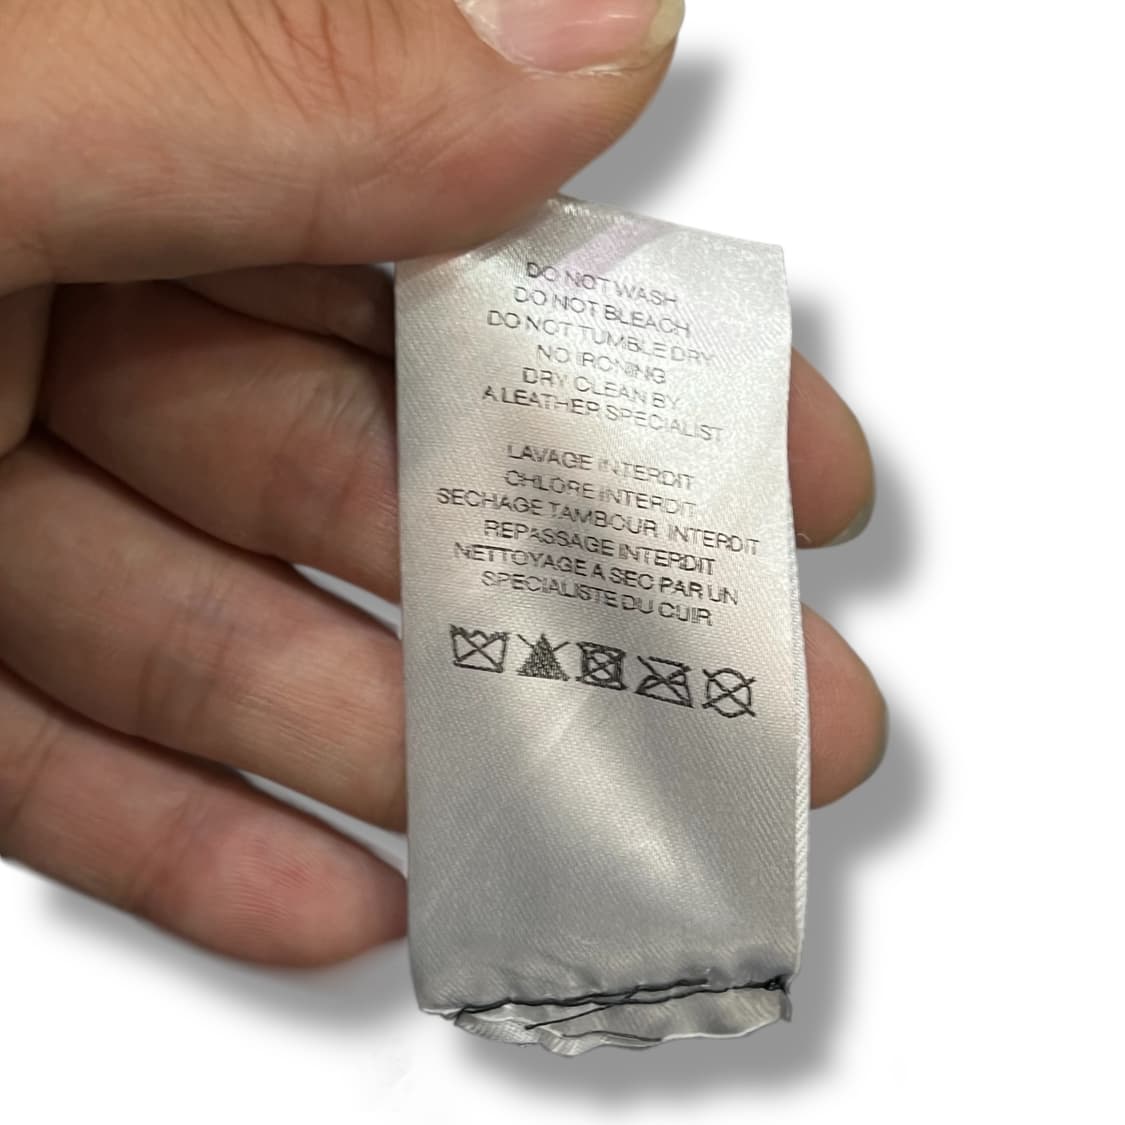 DO NOT WASH
DO NOT BLEACH
DO NOT TUMBLE DRY
NO IRONING
DRY CLEAN BY
A LEATHER SPECIALIST
LAVAGE INTERDIT
CHLORE INTERDIT
SECHAGE TAMBOUR INTERDIT
REPASSAGE INTERDIT
NETTOYAGE A SEC PAR UN
SPECIALISTE DU CUIR